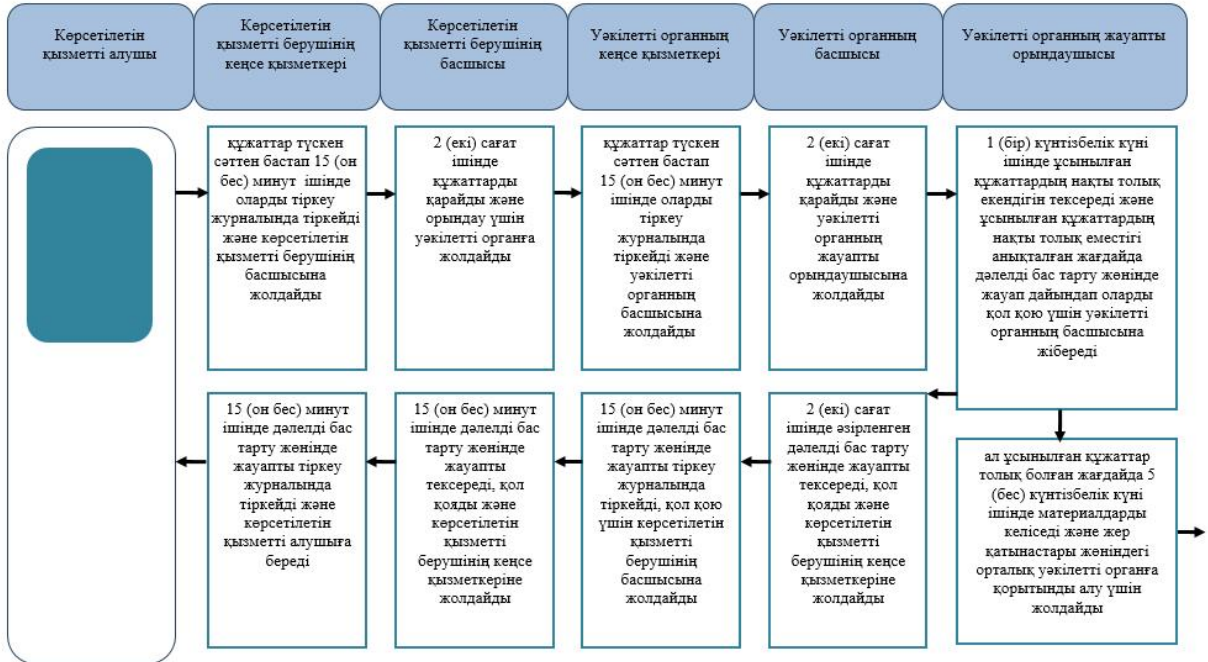 Көрсетілетін
қызметті алушы
Көрсетілетін
қызметті берушінің
кеңсе қызметкері
Көрсетілетін
қызметті берушінің
басшысы
Уәкілетті органның
кеңсе қызметкері
Уәкілетті органның
басшысы
Уәкілетті органның жауапты
орындаушысы
құжаттар түскен
сәттен бастап 15 (он
бес) минут ішінде
оларды тіркеу
журналында тіркейді
және көрсетілетін
қызметті берушінің
басшысына
жолдайды
2 (екі) сағат
ішінде
құжаттарды
қарайды және
орындау үшін
уәкілетті органға
жолдайды
құжаттар түскен
сәттен бастап
15 (он бес) минут
ішінде оларды
тіркеу
журналында
тіркейді және
уәкілетті
органның
басшысына
жолдайды
2 (екі) сағат
ішінде
құжаттарды
қарайды және
уәкілетті
органның
жауапты
орындаушысына
жолдайды
1 (бір) күнтізбелік күні
ішінде ұсынылған
құжаттардың нақты толық
екендігін тексереді және
ұсынылған құжаттардың
нақты толық еместігі
анықталған жағдайда
дәлелді бас тарту жөнінде
жауап дайындап оларды
қол қою үшін уәкілетті
органның басшысына
жібереді
15 (он бес) минут
ішінде дәлелді бас
тарту жөнінде
жауапты тіркеу
журналында
тіркейді және
көрсетілетін
қызметті алушыға
береді
15 (он бес) минут
ішінде дәлелді бас
тарту жөнінде
жауапты
тексереді, қол
қояды және
көрсетілетін
қызметті
берушінің кеңсе
қызметкеріне
жолдайды
15 (он бес) минут
ішінде дәлелді бас
тарту жөнінде
жауапты тіркеу
журналында
тіркейді, қол қою
үшін көрсетілетін
қызметті
берушінің
басшысына
жолдайды
2 (екі) сағат
ішінде әзірленген
дәлелді бас тарту
жөнінде жауапты
тексереді, қол
қояды және
көрсетілетін
қызметті
берушінің кеңсе
қызметкеріне
жолдайды
ал ұсынылған құжаттар
толық болған жағдайда 5
(бес) күнтізбелік күні
ішінде материалдарды
келіседі және жер
қатынастары жөніндегі
орталық уәкілетті органға
қорытынды алу үшін
жолдайды